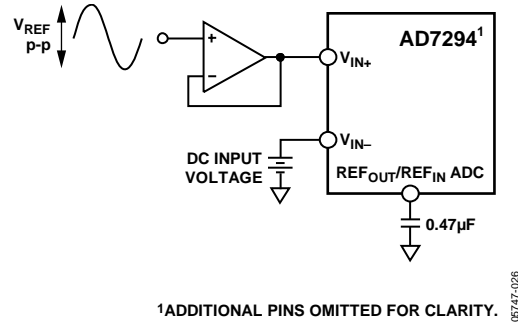 VREF
p-p
+
−
AD7294¹
VIN+
VIN−
DC INPUT
VOLTAGE
REFOUT/REFIN ADC
0.47µF
¹ADDITIONAL PINS OMITTED FOR CLARITY.
05747-026